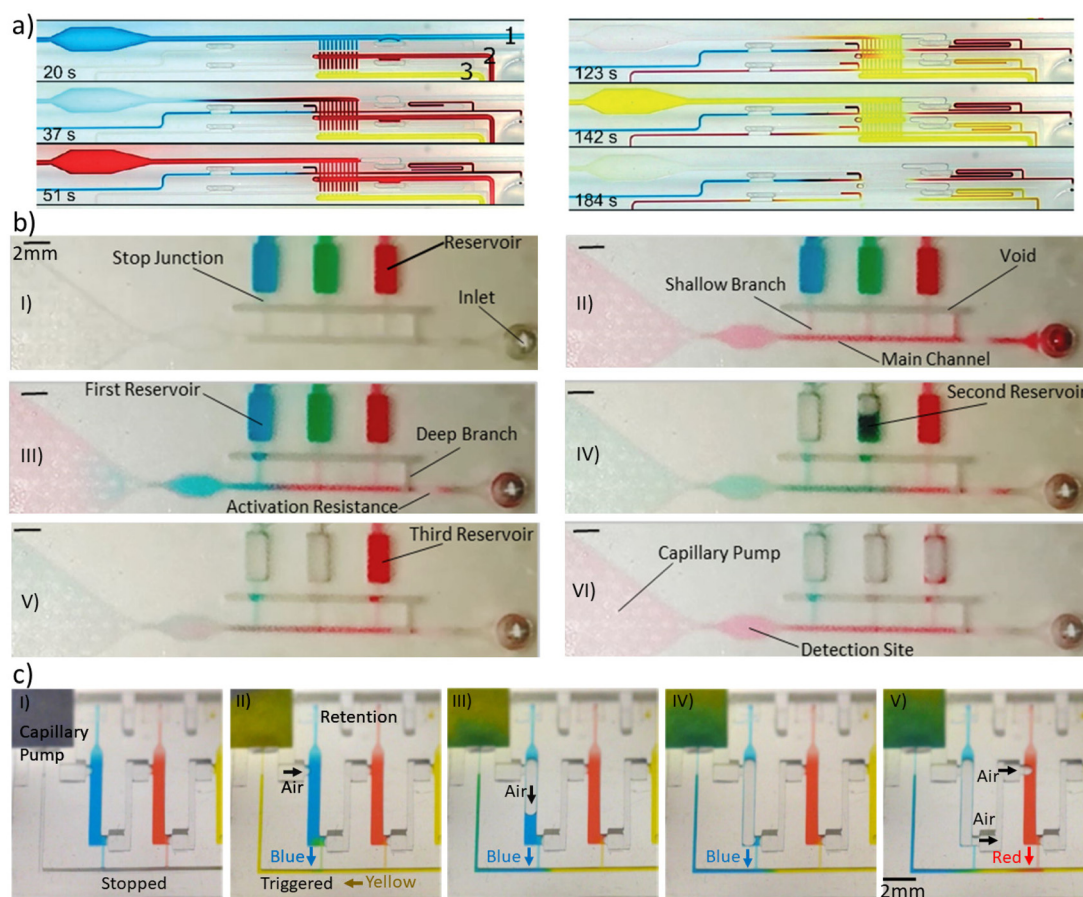 a)
1
2
3
20 s
37 s
51 s
123 s
142 s
184 s
b)
2mm
I)
Stop Junction
Reservoir
Inlet
II)
Shallow Branch
Void
Main Channel
III)
First Reservoir
Deep Branch
Activation Resistance
IV)
Second Reservoir
V)
Third Reservoir
VI)
Capillary Pump
Detection Site
c)
I)
Capillary
Pump
Stopped
II)
Retention
Air
Blue
Triggered
Yellow
III)
Air
Blue
IV)
Blue
V)
Air
Air
Red
2mm